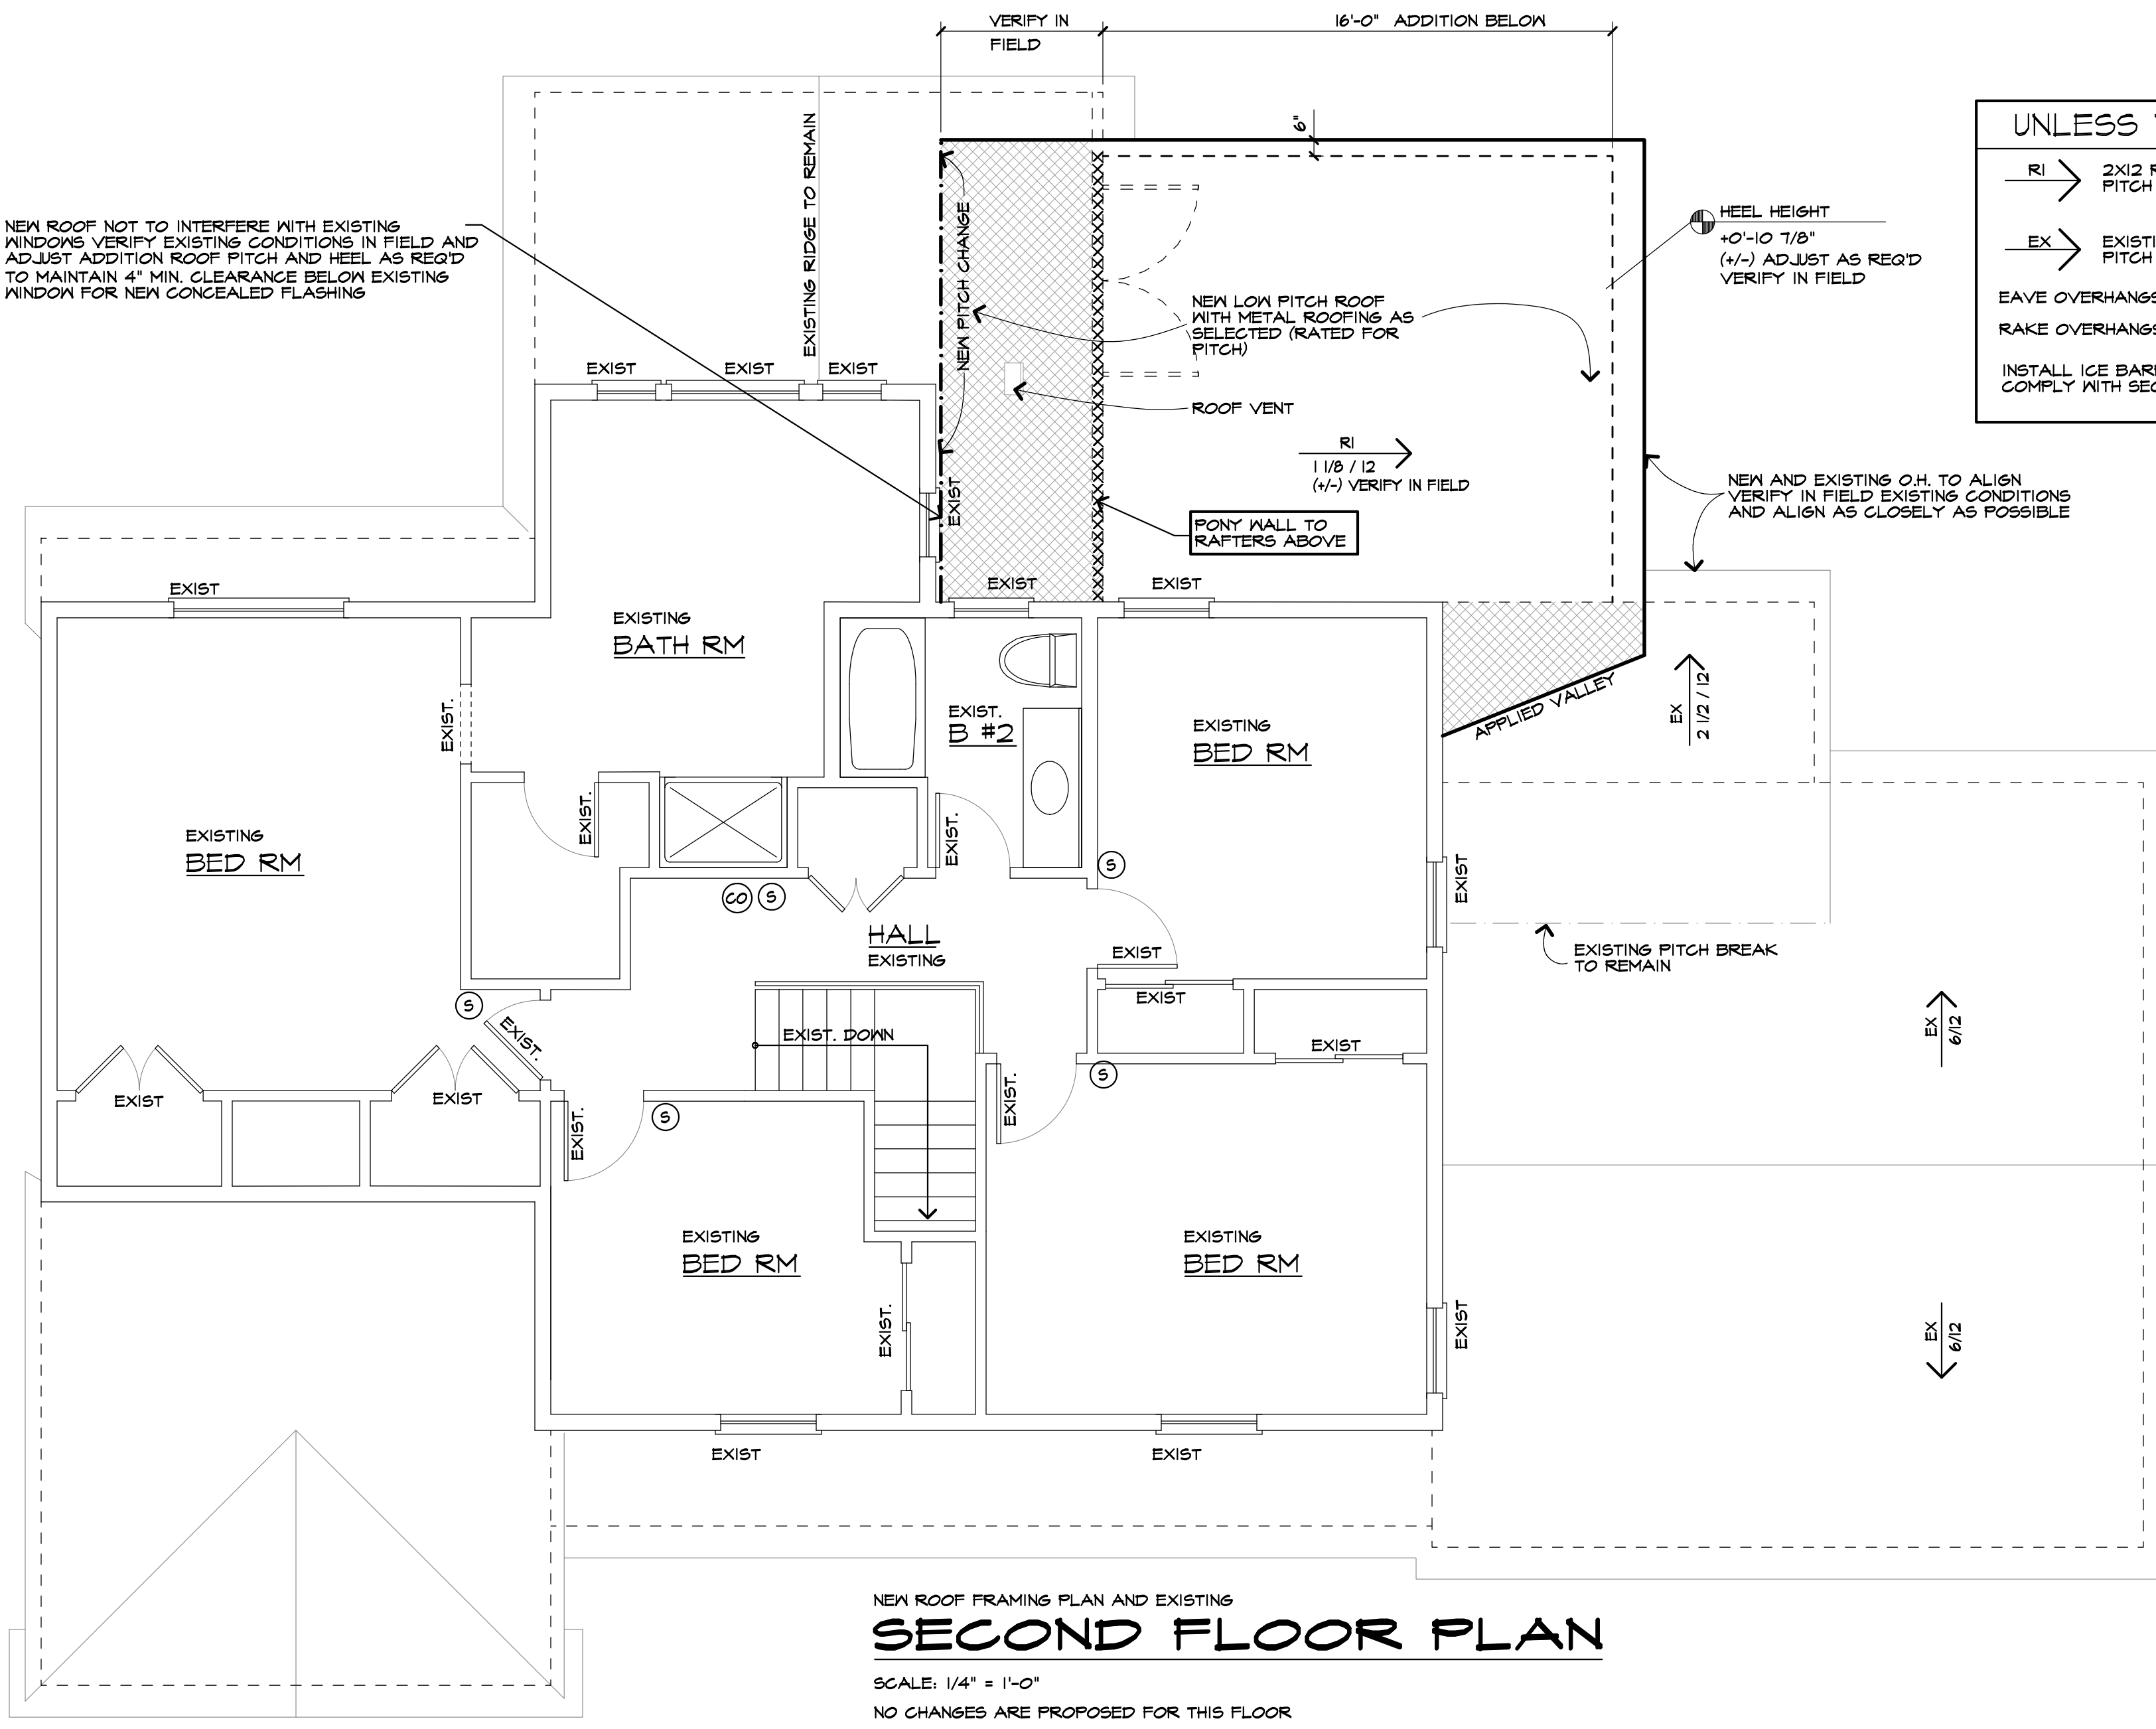 VERIFY IN
FIELD
16'-0" ADDITION BELOW
6"
UNLESS
R1
2X12
PITCH
EX
PITCH
EAVE OVERHANGS
RAKE OVERHANGS
INSTALL ICE
COMPLY WITH
NEW ROOF NOT TO INTERFERE WITH EXISTING
WINDOWS VERIFY EXISTING CONDITIONS IN FIELD AND
ADJUST ADDITION ROOF PITCH AND HEEL AS REQ'D
TO MAINTAIN 4" MIN. CLEARANCE BELOW EXISTING
WINDOW FOR NEW CONCEALED FLASHING
EXISTING RIDGE TO REMAIN
NEW PITCH CHANGE
HEEL HEIGHT
+0'-10 7/8"
(+/-) ADJUST AS REQ'D
VERIFY IN FIELD
NEW LOW PITCH ROOF
WITH METAL ROOFING AS
SELECTED (RATED FOR
PITCH)
ROOF VENT
R1
1 1/8 / 12
(+/-) VERIFY IN FIELD
PONY WALL TO
RAFTERS ABOVE
NEW AND EXISTING O.H. TO ALIGN
VERIFY IN FIELD EXISTING CONDITIONS
AND ALIGN AS CLOSELY AS POSSIBLE
EXIST
EXIST
EXIST
EXIST
EXIST
EXIST
EXIST
EXISTING
BATH RM
EXIST.
EXIST.
B #2
EXISTING
BED RM
APPLIED VALLEY
EX
2 1/2 / 12
EXISTING
BED RM
EXIST.
EXIST.
S
CO
S
EXIST
HALL
EXISTING
EXIST
EXIST
EXISTING PITCH BREAK
TO REMAIN
S
EXIST.
EXIST. DOWN
EXIST
EX
6/12
EXIST
EXIST
EXIST.
S
EXIST.
S
EXISTING
BED RM
EXISTING
BED RM
EXIST.
EXIST
EX
6/12
EXIST
EXIST
NEW ROOF FRAMING PLAN AND EXISTING
SECOND FLOOR PLAN
SCALE: 1/4" = 1'-0"
NO CHANGES ARE PROPOSED FOR THIS FLOOR